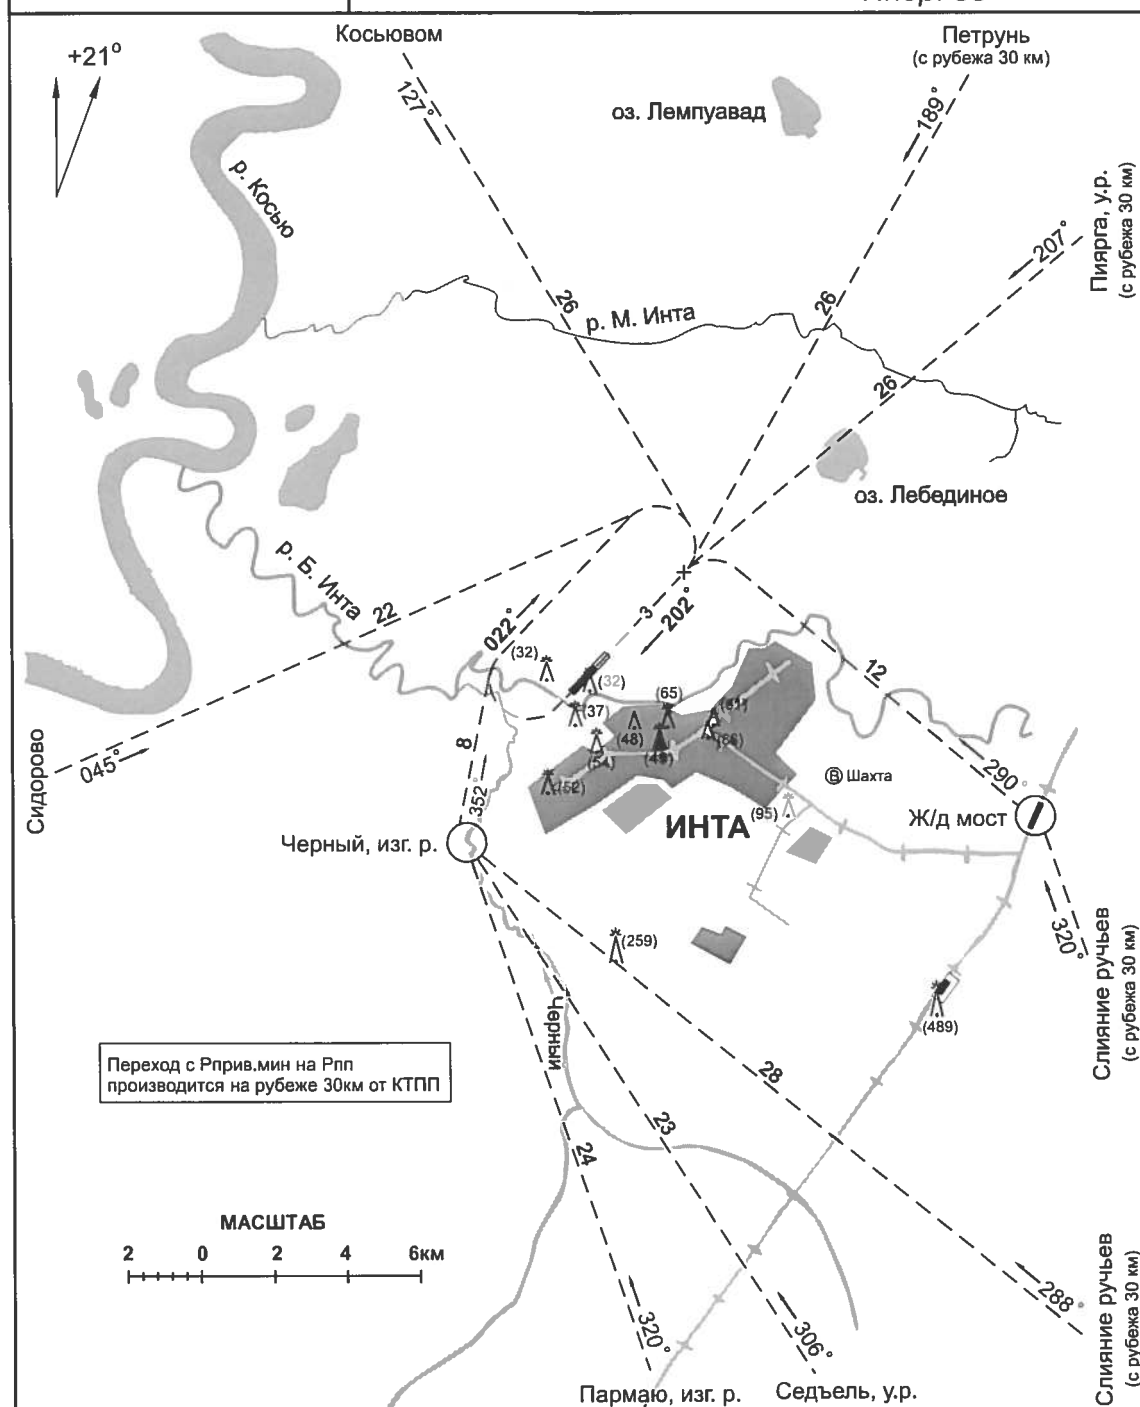 +21°
Косьювом
Петрунь
(с рубежа 30 км)
127°
189°
оз. Лемпуавад
Пиярга, у.р.
(с рубежа 30 км)
207°
р. Косью
26
р. М. Инта
26
26
оз. Лебединое
р. Б. Инта
22
022°
3
202°
12
(32)
(32)
(65)
(37)
(48)
(66)
(54)
(95)
8
352°
045°
Сидорово
290°
Ⓑ Шахта
Ж/д мост
ИНТА
Черный, изг. р.
320°
Слияние ручьев
(с рубежа 30 км)
(259)
(489)
Черный
Переход с Рприв.мин на Рпп
производится на рубеже 30км от КТПП
28
23
24
МАСШТАБ
2 0 2 4 6км
288°
Слияние ручьев
(с рубежа 30 км)
320°
306°
Пармаю, изг. р.
Седъель, у.р.